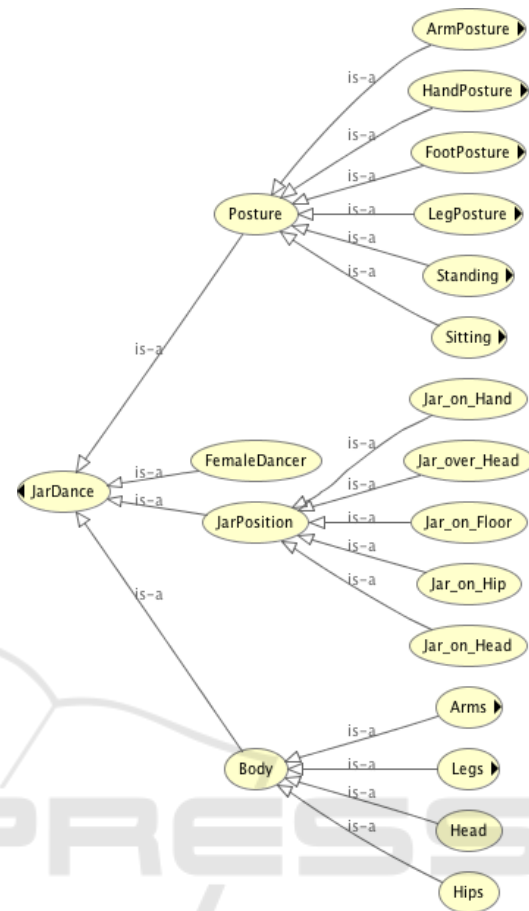 ArmPosture
is-a
HandPosture
is-a
FootPosture
is-a
Posture
is-a
LegPosture
is-a
Standing
is-a
Sitting
is-a
Jar_on_Hand
is-a
FemaleDancer
Jar_over_Head
is-a
is-a
JarDance
is-a
JarPosition
is-a
Jar_on_Floor
is-a
Jar_on_Hip
is-a
Jar_on_Head
is-a
Arms
is-a
Body
is-a
Legs
is-a
Head
is-a
Hips
PRESS